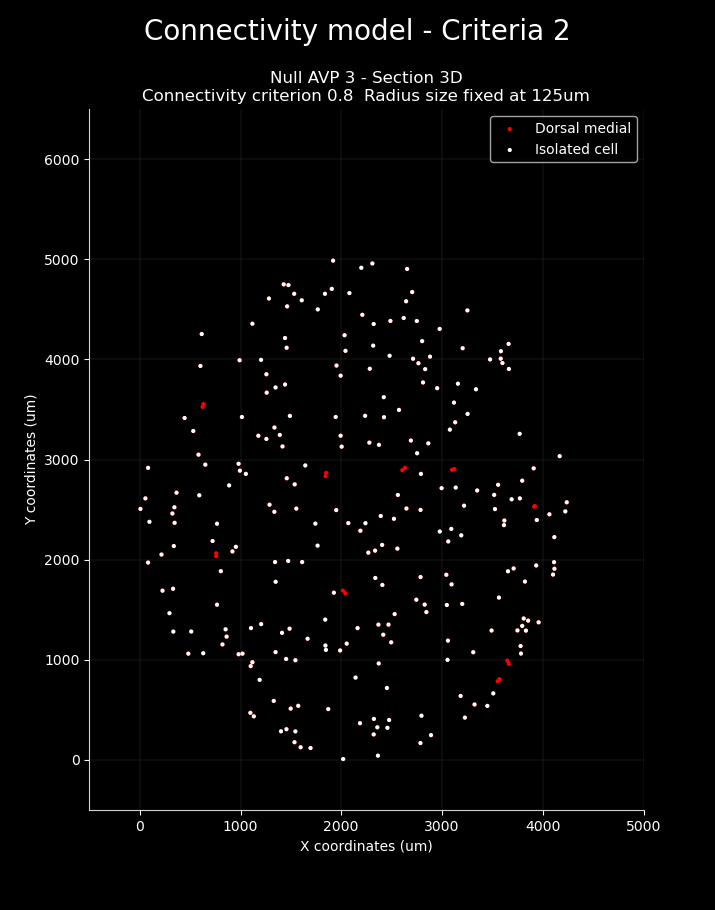 Connectivity model - Criteria 2
Null AVP 3 - Section 3D
Connectivity criterion 0.8  Radius size fixed at 125um
Dorsal medial
Isolated cell
6000
5000
4000
3000
2000
1000
0
Y coordinates (um)
0 1000 2000 3000 4000 5000
X coordinates (um)